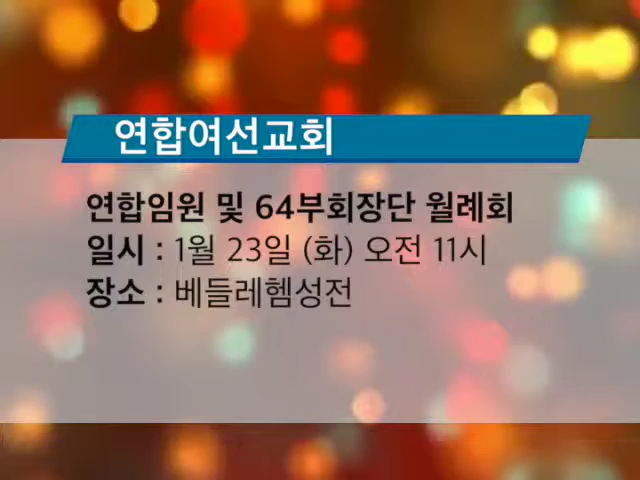 연합여선교회
연합임원 및 64부회장단 월례회
일시 : 1월 23일 (화) 오전 11시
장소 : 베들레헴성전